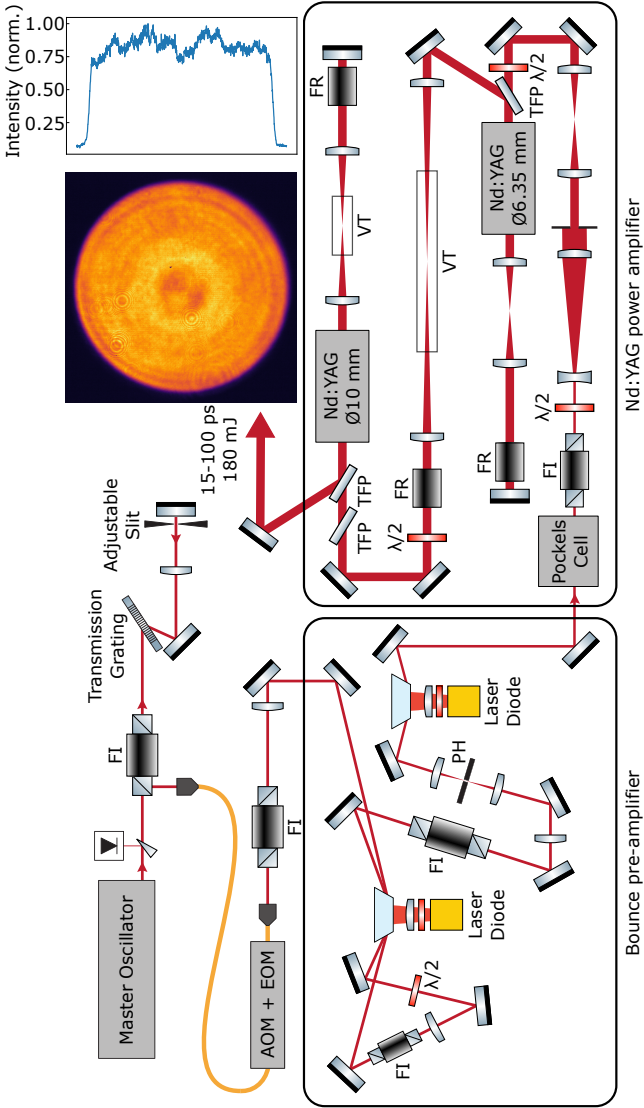 Intensity (norm.)
1.00
0.75
0.50
0.25
15-100 ps
180 mJ
Adjustable
Slit
Transmission
Grating
FI
Master Oscillator
AOM + EOM
FI
FR
VT
Nd:YAG
Ø10 mm
TFP
TFP
VT
FR
λ/2
TFP
λ/2
Nd:YAG
Ø6.35 mm
FR
λ/2
FI
Pockels
Cell
Nd:YAG power amplifier
Laser
Diode
PH
FI
Laser
Diode
λ/2
FI
Bounce pre-amplifier